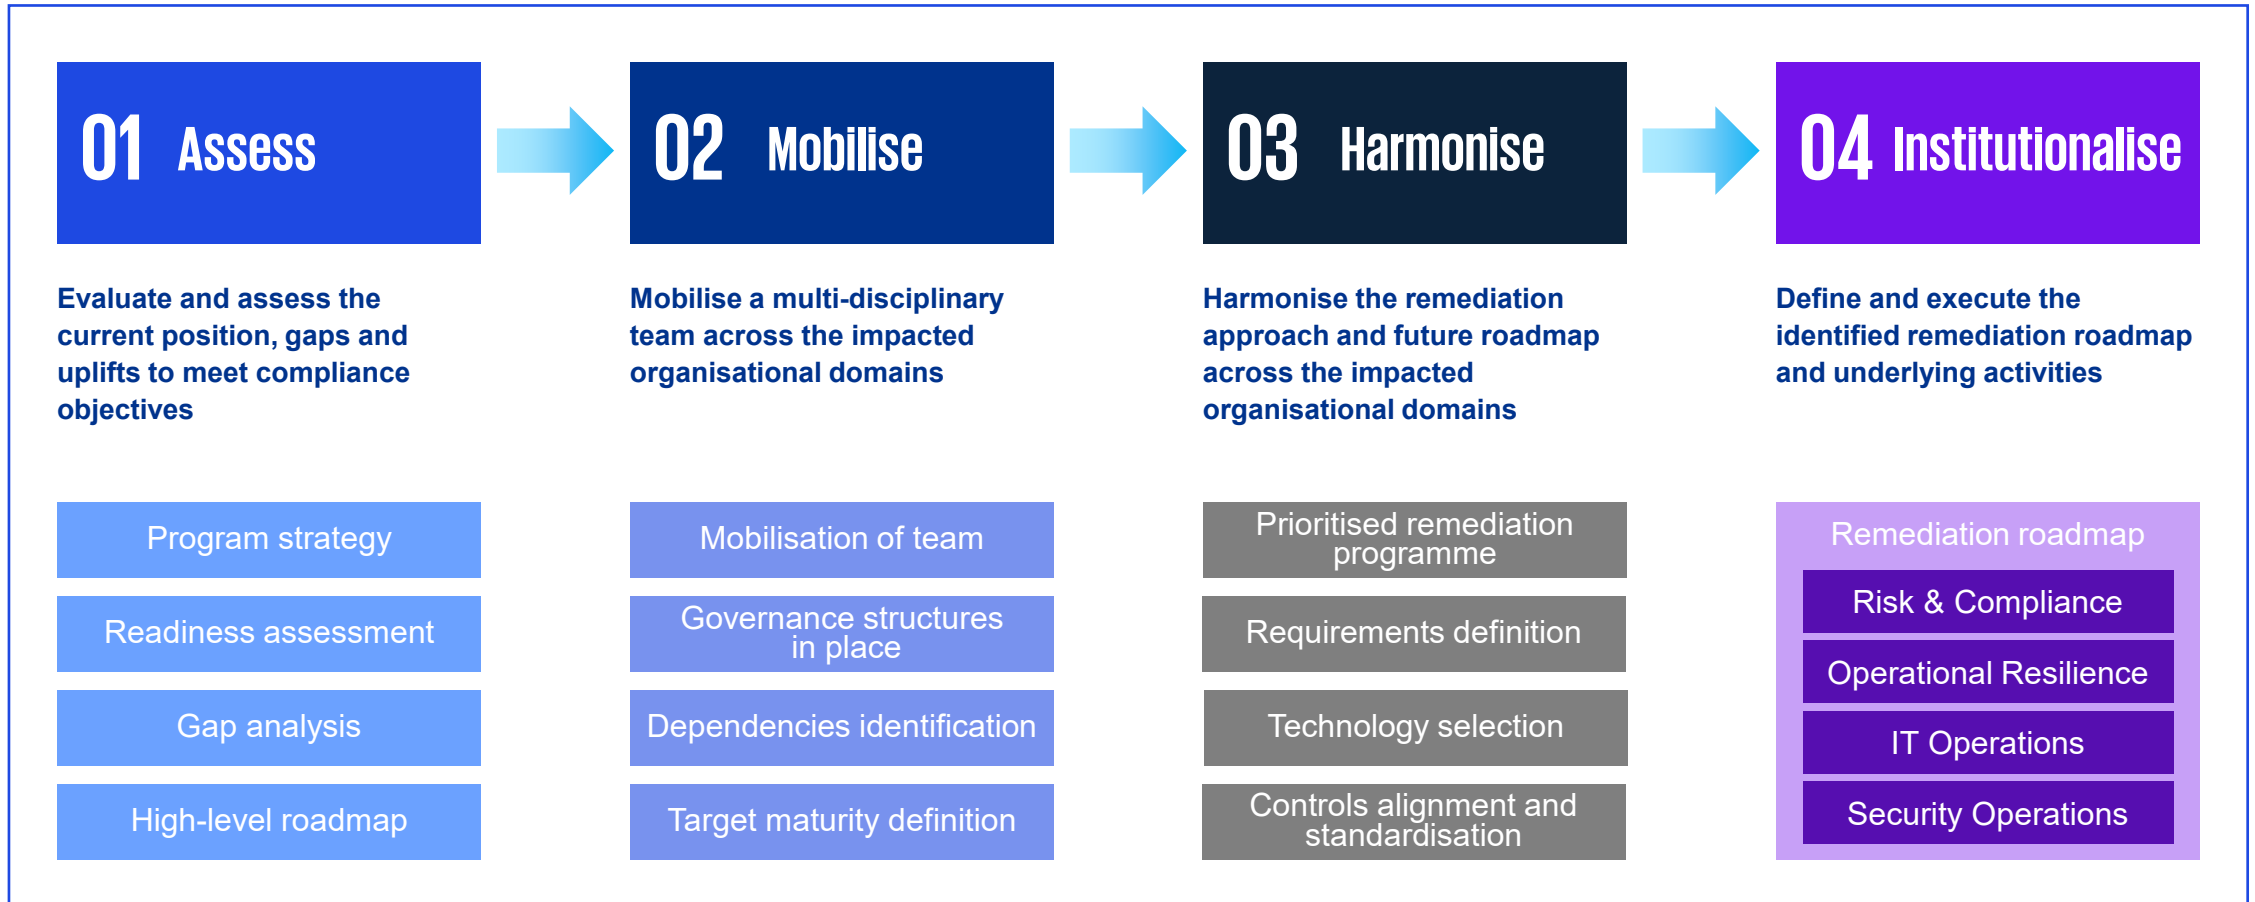 01 Assess
Evaluate and assess the
current position, gaps and
uplifts to meet compliance
objectives
Program strategy
Readiness assessment
Gap analysis
High-level roadmap
02 Mobilise
Mobilise a multi-disciplinary
team across the impacted
organisational domains
Mobilisation of team
Governance structures
in place
Dependencies identification
Target maturity definition
03 Harmonise
Harmonise the remediation
approach and future roadmap
across the impacted
organisational domains
Prioritised remediation
programme
Requirements definition
Technology selection
Controls alignment and
standardisation
04 Institutionalise
Define and execute the
identified remediation roadmap
and underlying activities
Remediation roadmap
Risk & Compliance
Operational Resilience
IT Operations
Security Operations